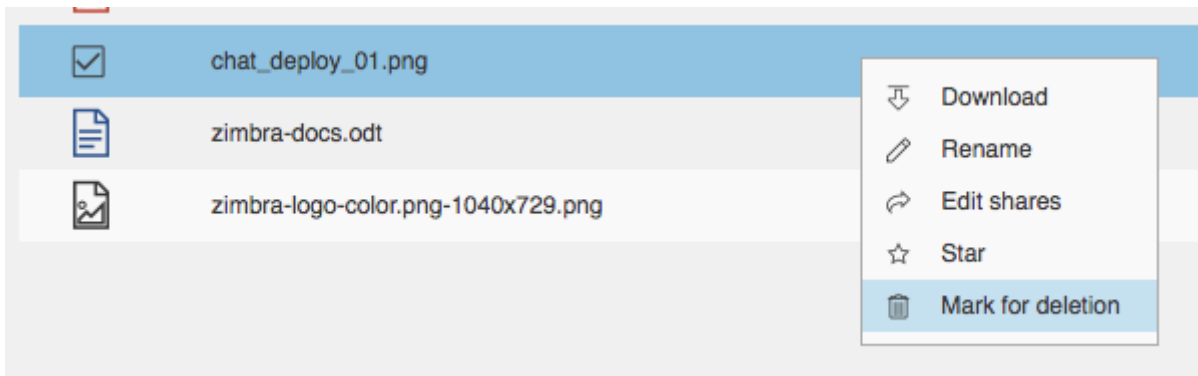 chat_deploy_01.png
zimbra-docs.odt
zimbra-logo-color.png-1040x729.png
Download
Rename
Edit shares
Star
Mark for deletion